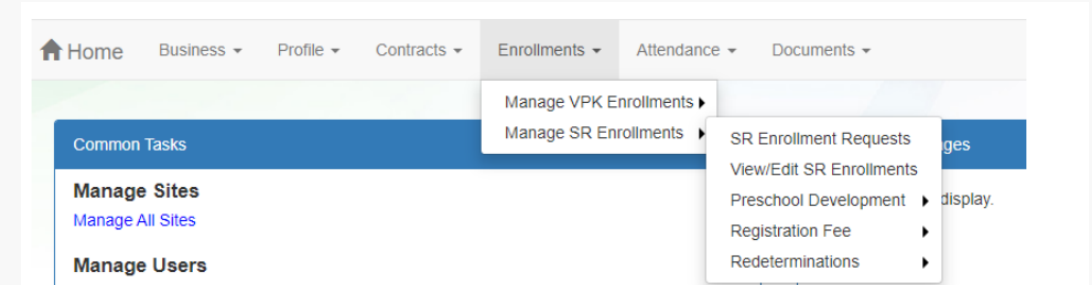 Home Business Profile Contracts Enrollments Attendance Documents
Manage VPK Enrollments
Manage SR Enrollments
SR Enrollment Requests
View/Edit SR Enrollments
Preschool Development
Registration Fee
Redeterminations
Common Tasks
Manage Sites
Manage All Sites
Manage Users
display.